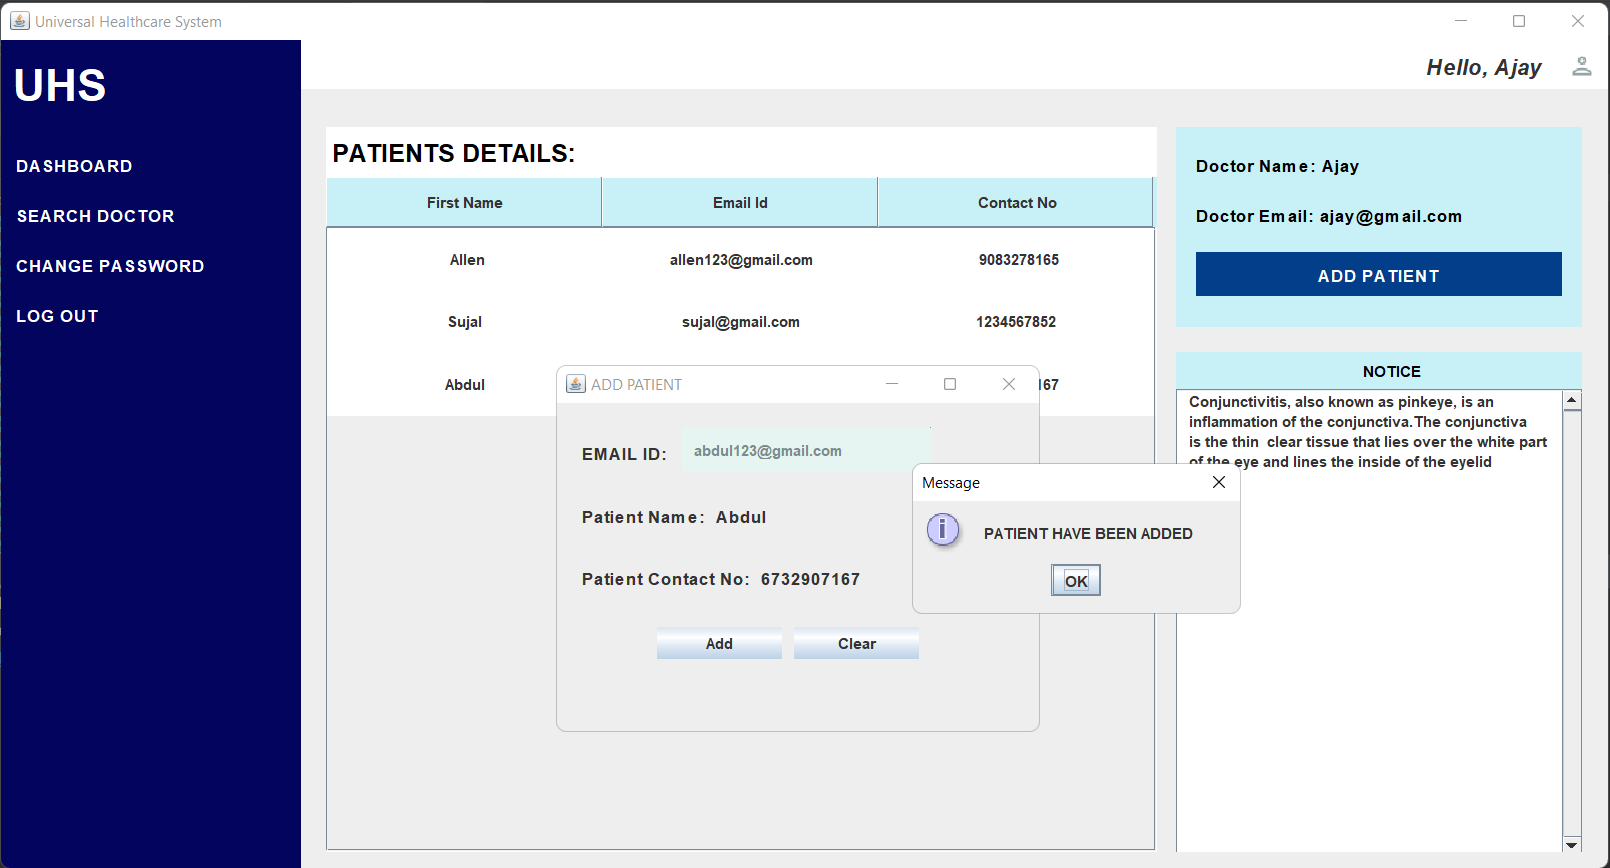 Universal Healthcare System
UHS
Hello, Ajay
DASHBOARD
SEARCH DOCTOR
CHANGE PASSWORD
LOG OUT
PATIENTS DETAILS:
First Name Email Id Contact No
Allen allen123@gmail.com 9083278165
Sujal sujal@gmail.com 1234567852
Abdul 167
Doctor Name: Ajay
Doctor Email: ajay@gmail.com
ADD PATIENT
NOTICE
Conjunctivitis, also known as pinkeye, is an
inflammation of the conjunctiva.The conjunctiva
is the thin clear tissue that lies over the white part
of the eye and lines the inside of the eyelid
ADD PATIENT
EMAIL ID: abdul123@gmail.com
Patient Name: Abdul
Patient Contact No: 6732907167
Add Clear
Message
i
PATIENT HAVE BEEN ADDED
OK